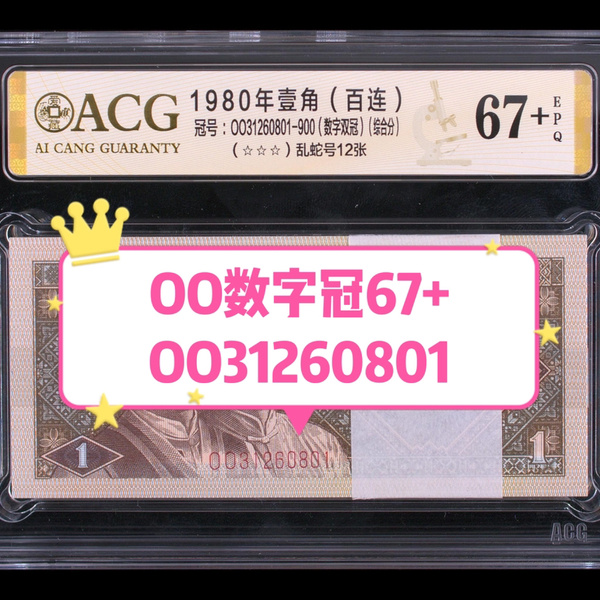 ACG
AI CANG GUARANTY
1980年壹角（百连）
冠号：OO31260801-900（数字双冠）（综合分）
（☆☆☆）乱蛇号12张
67+
EPQ
OO数字冠67+
OO31260801
1
OO31260801
1
ACG